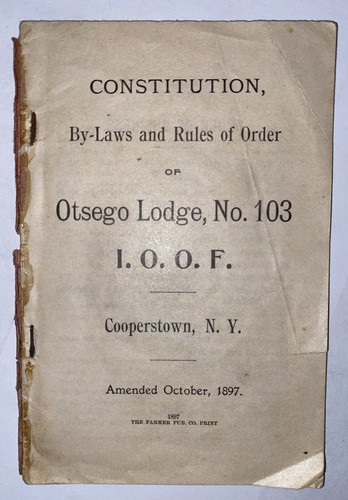 CONSTITUTION,
By-Laws and Rules of Order
OF
Otsego Lodge, No. 103
I. O. O. F.
Cooperstown, N. Y.
Amended October, 1897.
1897
THE FARMER PUB. CO. PRINT